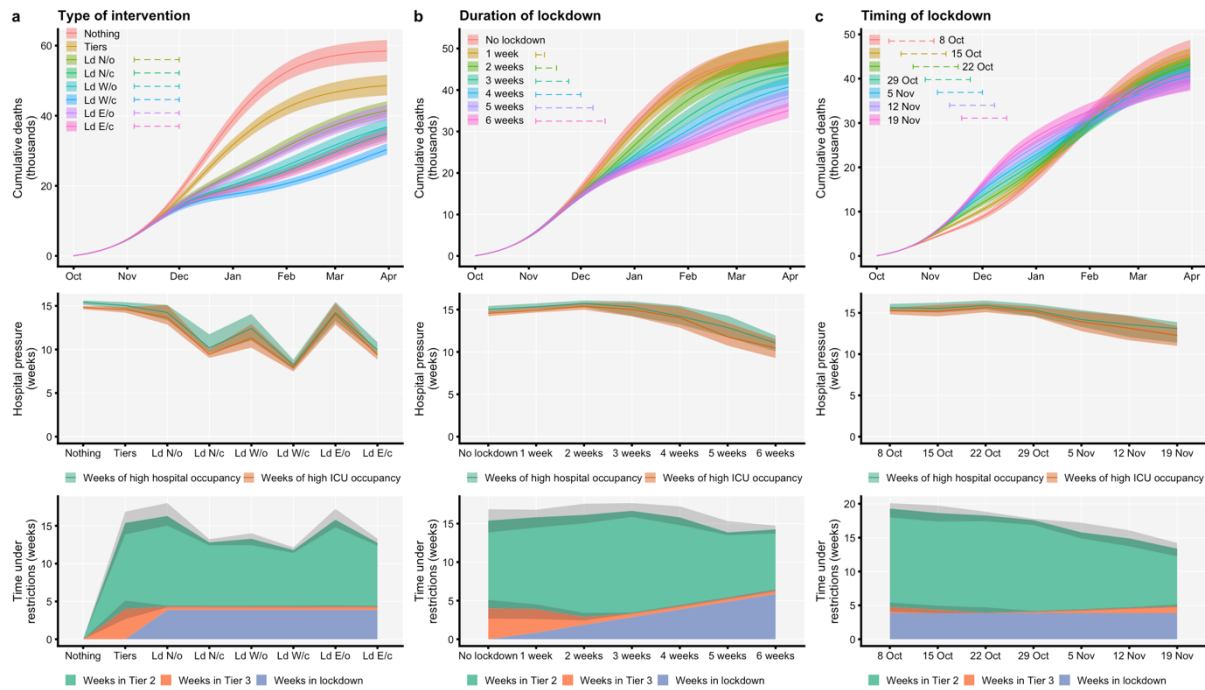 a Type of intervention
Cumulative deaths
(thousands)
60
40
20
0
Nothing
Tiers
Ld N/o
Ld N/c
Ld W/o
Ld W/c
Ld E/o
Ld E/c
Oct Nov Dec Jan Feb Mar Apr
Hospital pressure
(weeks)
15
10
5
0
Nothing Tiers Ld N/o Ld N/c Ld W/o Ld W/c Ld E/o Ld E/c
Weeks of high hospital occupancy Weeks of high ICU occupancy
Time under
restrictions (weeks)
15
10
5
0
Nothing Tiers Ld N/o Ld N/c Ld W/o Ld W/c Ld E/o Ld E/c
Weeks in Tier 2 Weeks in Tier 3 Weeks in lockdown
b Duration of lockdown
Cumulative deaths
(thousands)
50
40
30
20
10
0
No lockdown
1 week
2 weeks
3 weeks
4 weeks
5 weeks
6 weeks
Oct Nov Dec Jan Feb Mar Apr
Hospital pressure
(weeks)
15
10
5
0
No lockdown 1 week 2 weeks 3 weeks 4 weeks 5 weeks 6 weeks
Weeks of high hospital occupancy Weeks of high ICU occupancy
Time under
restrictions (weeks)
15
10
5
0
No lockdown 1 week 2 weeks 3 weeks 4 weeks 5 weeks 6 weeks
Weeks in Tier 2 Weeks in Tier 3 Weeks in lockdown
c Timing of lockdown
Cumulative deaths
(thousands)
50
40
30
20
10
0
8 Oct
15 Oct
22 Oct
29 Oct
5 Nov
12 Nov
19 Nov
Oct Nov Dec Jan Feb Mar Apr
Hospital pressure
(weeks)
15
10
5
0
8 Oct 15 Oct 22 Oct 29 Oct 5 Nov 12 Nov 19 Nov
Weeks of high hospital occupancy Weeks of high ICU occupancy
Time under
restrictions (weeks)
20
15
10
5
0
8 Oct 15 Oct 22 Oct 29 Oct 5 Nov 12 Nov 19 Nov
Weeks in Tier 2 Weeks in Tier 3 Weeks in lockdown